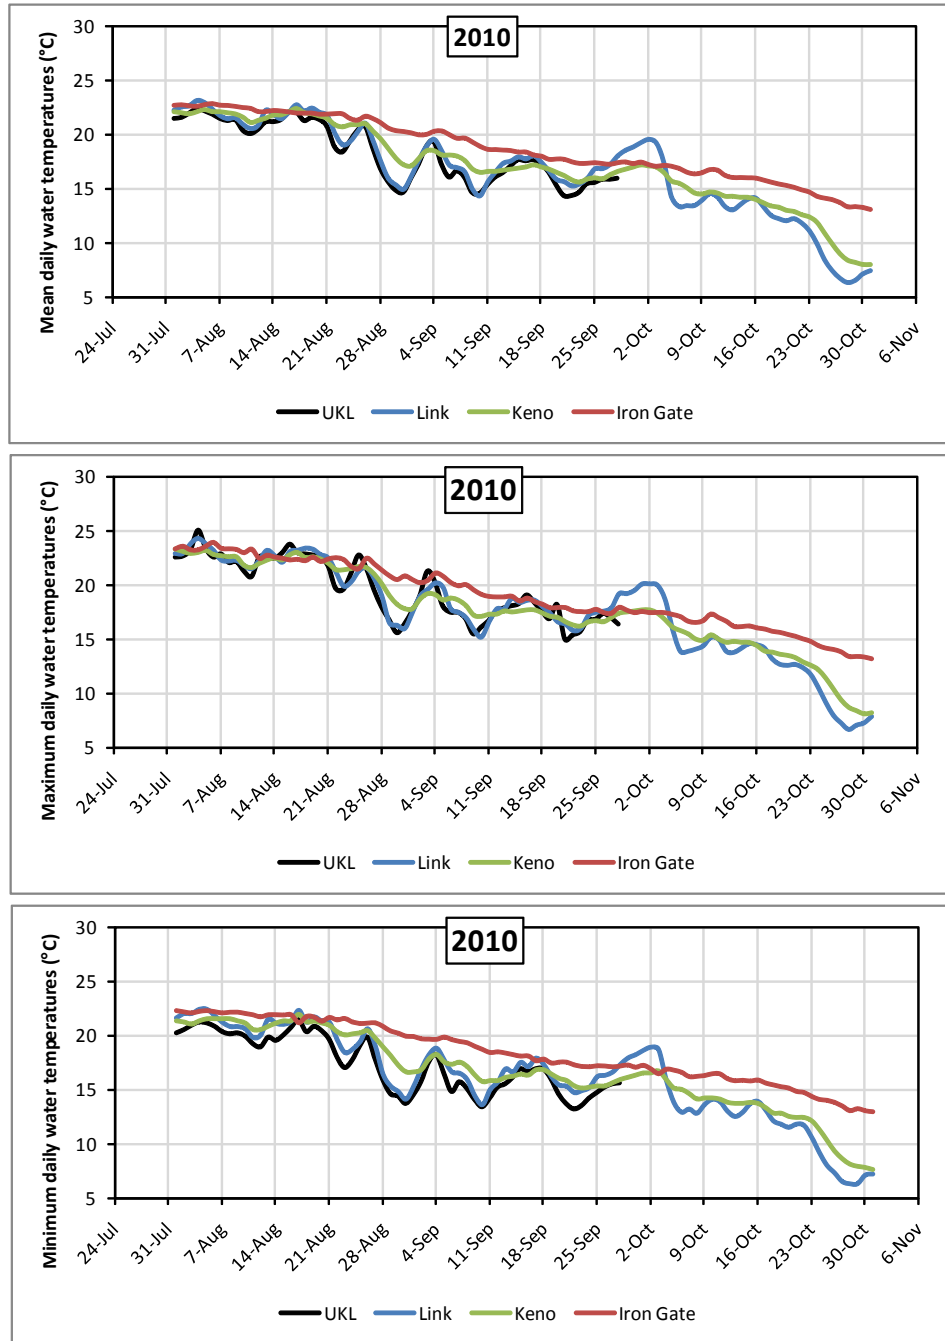 2010
Mean daily water temperatures (°C)
30
25
20
15
10
5
24-Jul
31-Jul
7-Aug
14-Aug
21-Aug
28-Aug
4-Sep
11-Sep
18-Sep
25-Sep
2-Oct
9-Oct
16-Oct
23-Oct
30-Oct
6-Nov
UKL Link Keno Iron Gate
2010
Maximum daily water temperatures (°C)
30
25
20
15
10
5
24-Jul
31-Jul
7-Aug
14-Aug
21-Aug
28-Aug
4-Sep
11-Sep
18-Sep
25-Sep
2-Oct
9-Oct
16-Oct
23-Oct
30-Oct
6-Nov
UKL Link Keno Iron Gate
2010
Minimum daily water temperatures (°C)
30
25
20
15
10
5
24-Jul
31-Jul
7-Aug
14-Aug
21-Aug
28-Aug
4-Sep
11-Sep
18-Sep
25-Sep
2-Oct
9-Oct
16-Oct
23-Oct
30-Oct
6-Nov
UKL Link Keno Iron Gate